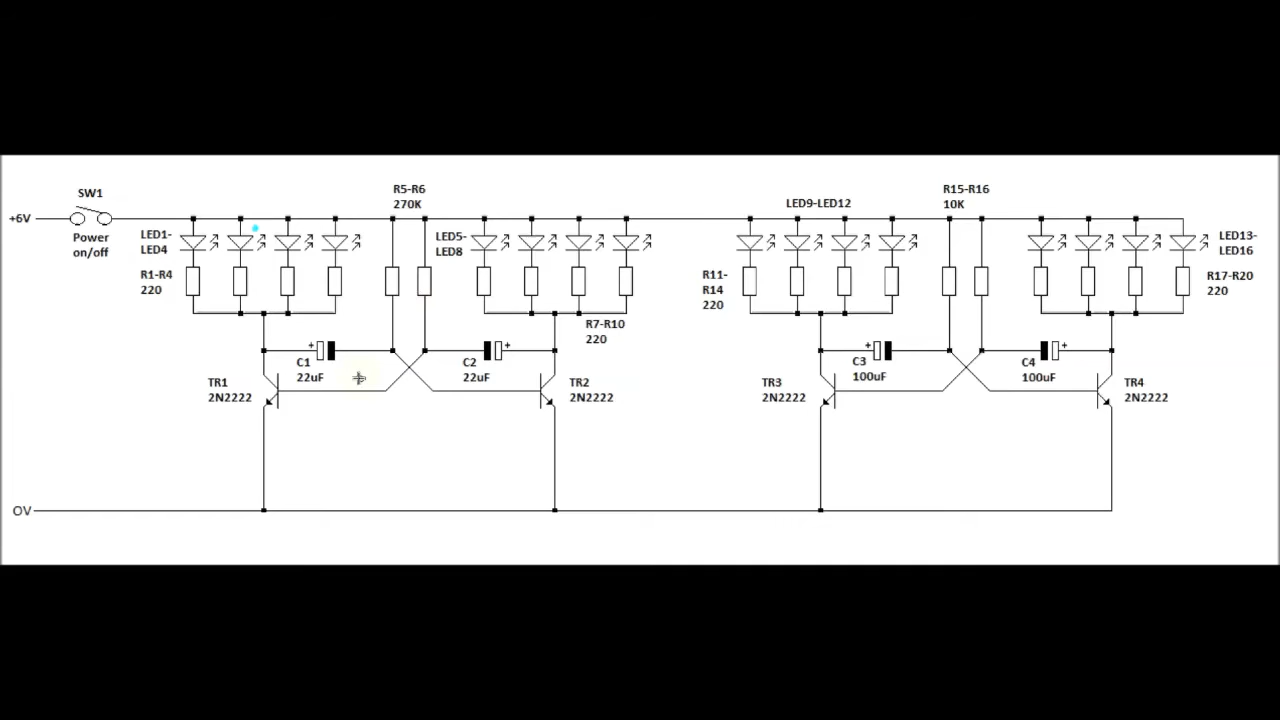 SW1
R5-R6
270K
R15-R16
10K
LED9-LED12
+6V
Power
on/off
LED1-
LED4
LED5-
LED8
LED13-
LED16
R1-R4
220
R11-
R14
220
R17-R20
220
R7-R10
220
+
+
+
+
C1
22uF
C2
22uF
C3
100uF
C4
100uF
TR1
2N2222
TR2
2N2222
TR3
2N2222
TR4
2N2222
OV